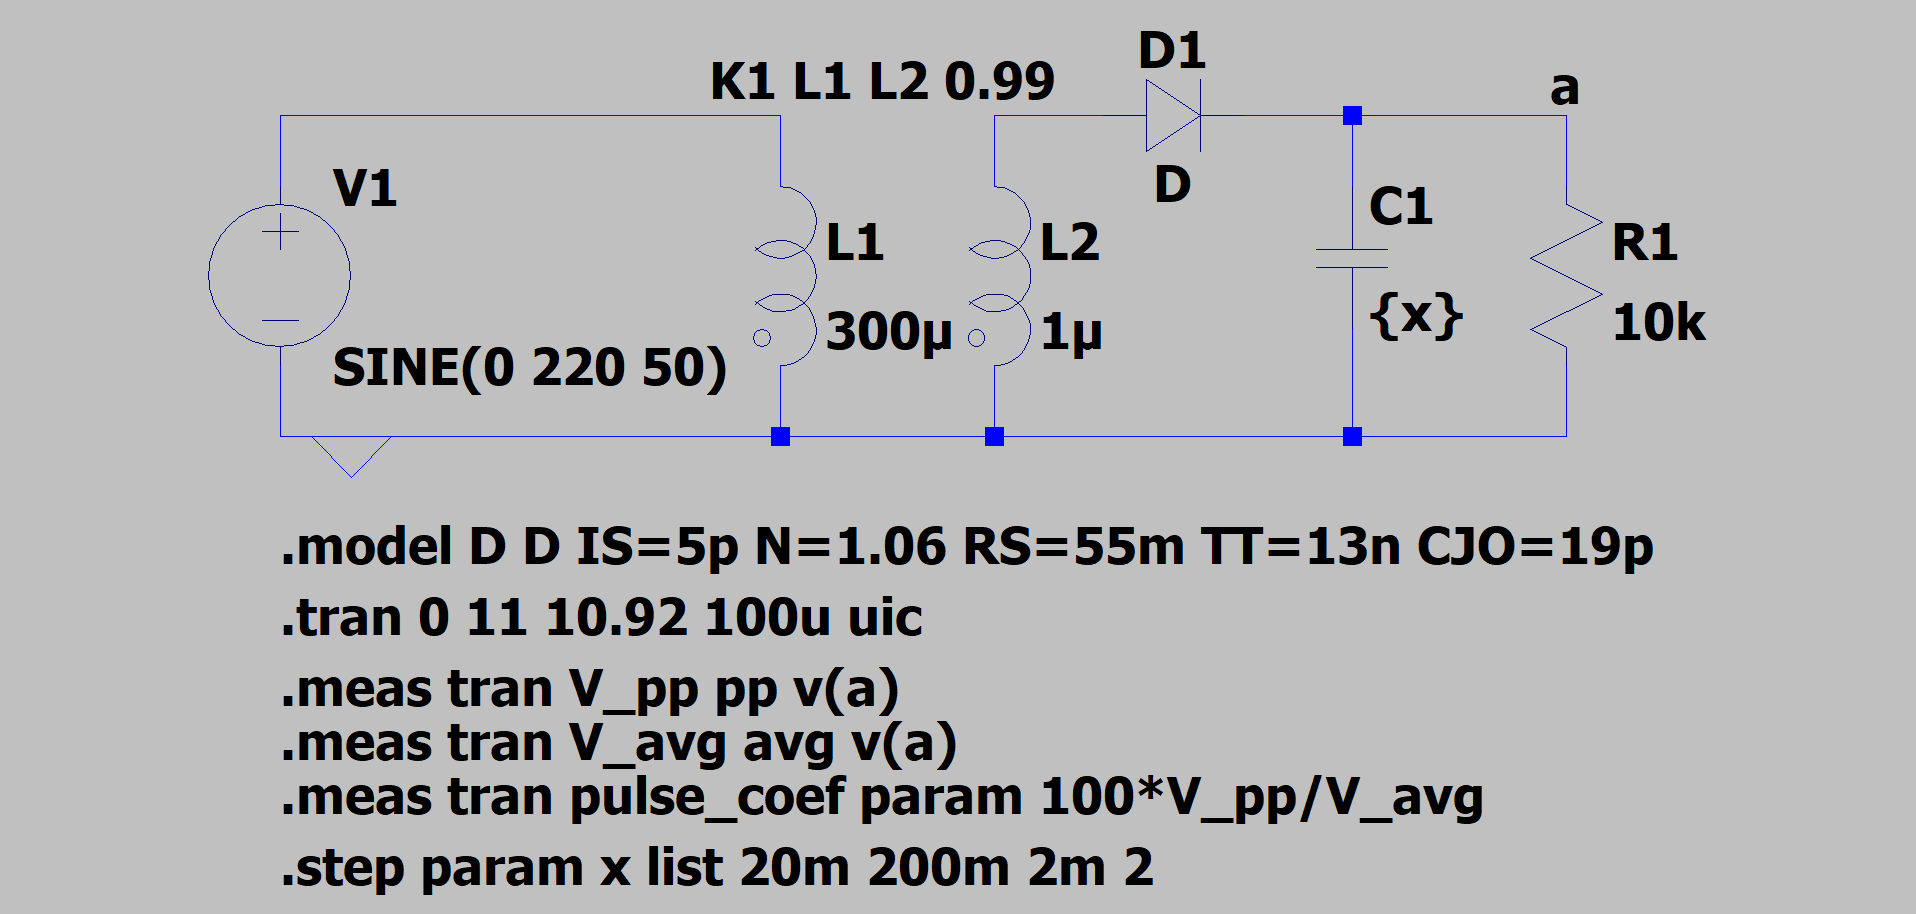 D1
K1 L1 L2 0.99
a
V1
D
C1
L1
L2
R1
{x}
300µ
1µ
10k
SINE(0 220 50)
.model D D IS=5p N=1.06 RS=55m TT=13n CJO=19p
.tran 0 11 10.92 100u uic
.meas tran V_pp pp v(a)
.meas tran V_avg avg v(a)
.meas tran pulse_coef param 100*V_pp/V_avg
.step param x list 20m 200m 2m 2